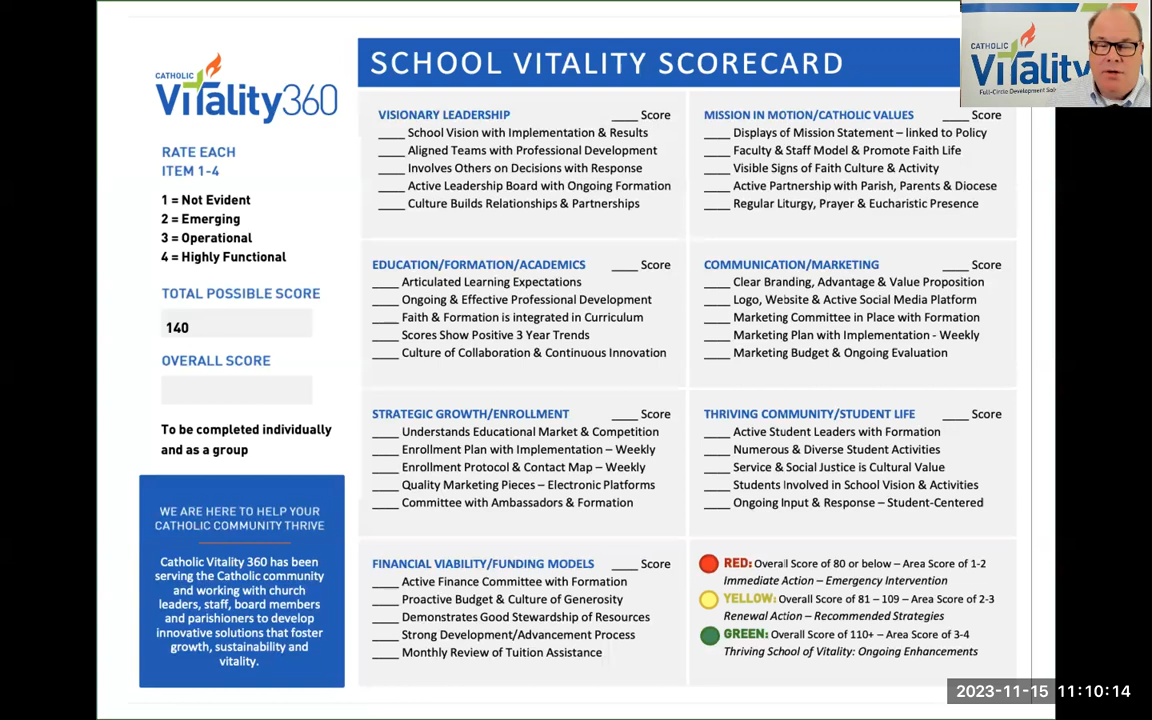 CATHOLIC
Vitality360
RATE EACH
ITEM 1-4
1 = Not Evident
2 = Emerging
3 = Operational
4 = Highly Functional
TOTAL POSSIBLE SCORE
140
OVERALL SCORE
To be completed individually
and as a group
WE ARE HERE TO HELP YOUR
CATHOLIC COMMUNITY THRIVE
Catholic Vitality 360 has been
serving the Catholic community
and working with church
leaders, staff, board members
and parishioners to develop
innovative solutions that foster
growth, sustainability and
vitality.
SCHOOL VITALITY SCORECARD
VISIONARY LEADERSHIP ____ Score
____ School Vision with Implementation & Results
____ Aligned Teams with Professional Development
____ Involves Others on Decisions with Response
____ Active Leadership Board with Ongoing Formation
____ Culture Builds Relationships & Partnerships
MISSION IN MOTION/CATHOLIC VALUES ____ Score
____ Displays of Mission Statement – linked to Policy
____ Faculty & Staff Model & Promote Faith Life
____ Visible Signs of Faith Culture & Activity
____ Active Partnership with Parish, Parents & Diocese
____ Regular Liturgy, Prayer & Eucharistic Presence
EDUCATION/FORMATION/ACADEMICS ____ Score
____ Articulated Learning Expectations
____ Ongoing & Effective Professional Development
____ Faith & Formation is integrated in Curriculum
____ Scores Show Positive 3 Year Trends
____ Culture of Collaboration & Continuous Innovation
COMMUNICATION/MARKETING ____ Score
____ Clear Branding, Advantage & Value Proposition
____ Logo, Website & Active Social Media Platform
____ Marketing Committee in Place with Formation
____ Marketing Plan with Implementation - Weekly
____ Marketing Budget & Ongoing Evaluation
STRATEGIC GROWTH/ENROLLMENT ____ Score
____ Understands Educational Market & Competition
____ Enrollment Plan with Implementation – Weekly
____ Enrollment Protocol & Contact Map – Weekly
____ Quality Marketing Pieces – Electronic Platforms
____ Committee with Ambassadors & Formation
THRIVING COMMUNITY/STUDENT LIFE ____ Score
____ Active Student Leaders with Formation
____ Numerous & Diverse Student Activities
____ Service & Social Justice is Cultural Value
____ Students Involved in School Vision & Activities
____ Ongoing Input & Response – Student-Centered
FINANCIAL VIABILITY/FUNDING MODELS ____ Score
____ Active Finance Committee with Formation
____ Proactive Budget & Culture of Generosity
____ Demonstrates Good Stewardship of Resources
____ Strong Development/Advancement Process
____ Monthly Review of Tuition Assistance
RED: Overall Score of 80 or below – Area Score of 1-2
Immediate Action – Emergency Intervention
YELLOW: Overall Score of 81 – 109 – Area Score of 2-3
Renewal Action – Recommended Strategies
GREEN: Overall Score of 110+ – Area Score of 3-4
Thriving School of Vitality: Ongoing Enhancements
CATHOLIC
Vitality
Full-Circle Development
2023-11-15 11:10:14